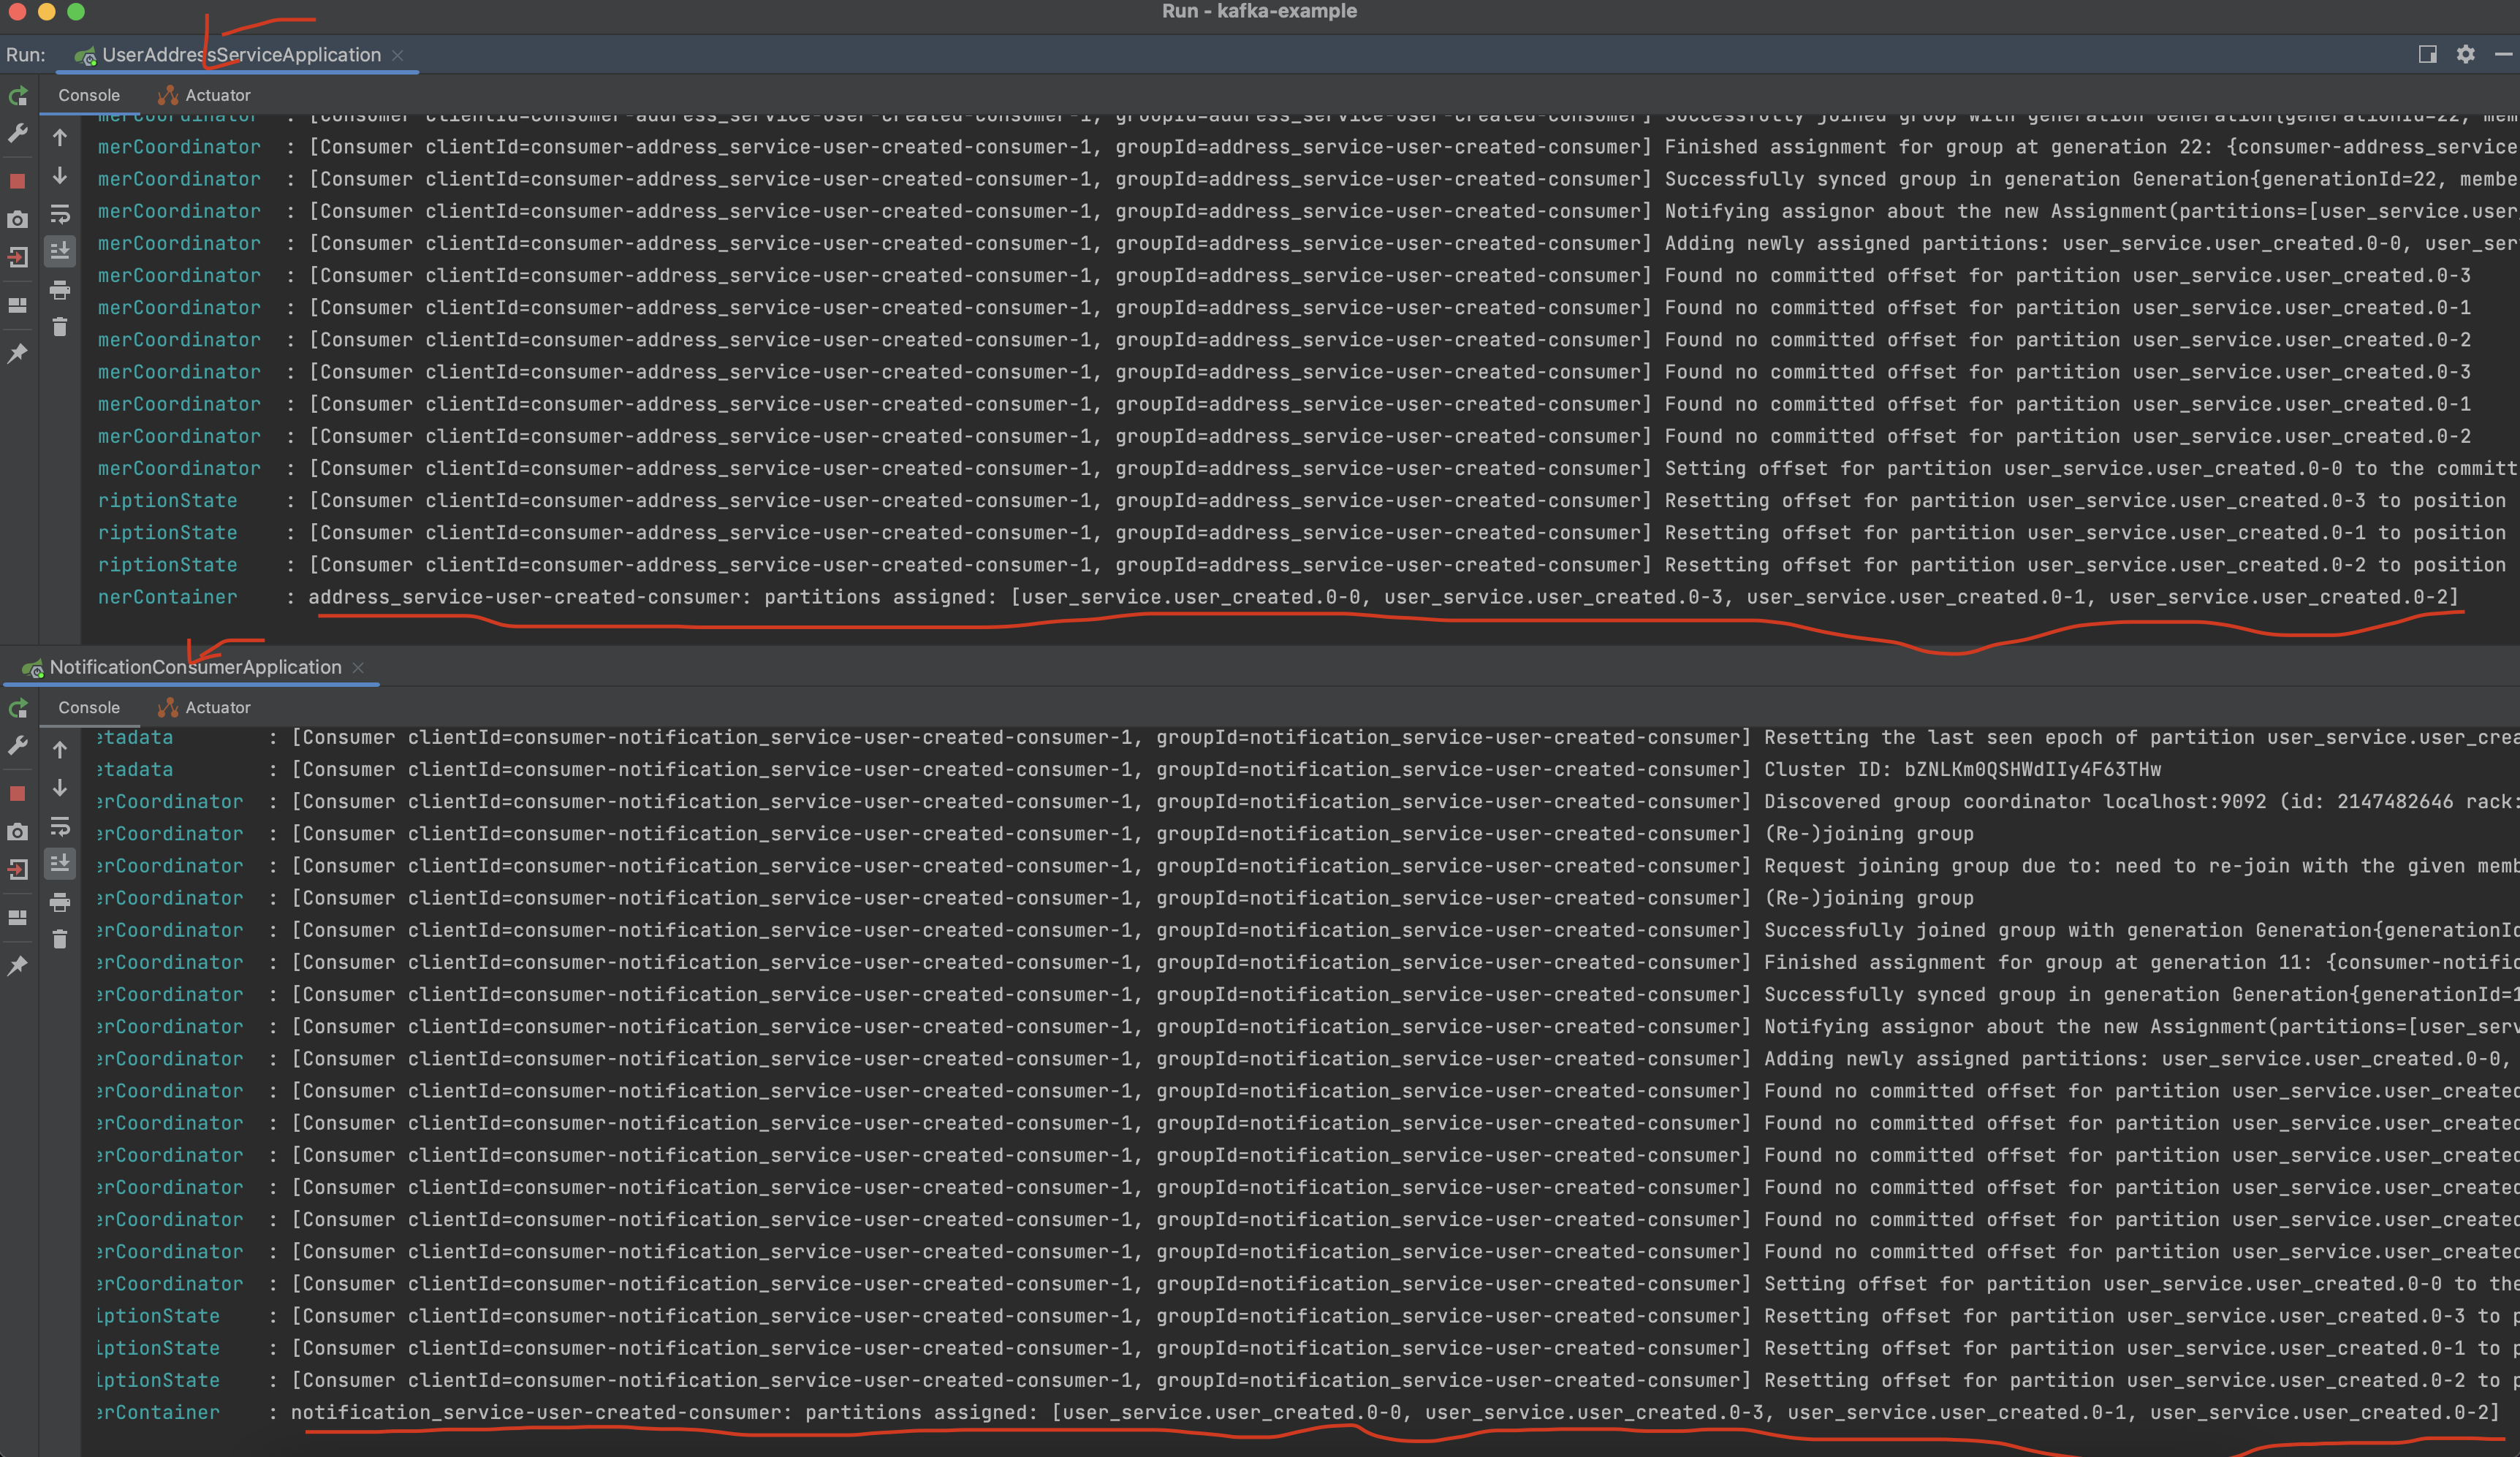 Run - kafka-example
Run: UserAddressServiceApplication
Console Actuator
merCoordinator : [Consumer clientId=consumer-address_service-user-created-consumer-1, groupId=address_service-user-created-consumer] Successfully joined group with generation Generation{generationId=22, mem
merCoordinator : [Consumer clientId=consumer-address_service-user-created-consumer-1, groupId=address_service-user-created-consumer] Finished assignment for group at generation 22: {consumer-address_service
merCoordinator : [Consumer clientId=consumer-address_service-user-created-consumer-1, groupId=address_service-user-created-consumer] Successfully synced group in generation Generation{generationId=22, membe
merCoordinator : [Consumer clientId=consumer-address_service-user-created-consumer-1, groupId=address_service-user-created-consumer] Notifying assignor about the new Assignment(partitions=[user_service.user
merCoordinator : [Consumer clientId=consumer-address_service-user-created-consumer-1, groupId=address_service-user-created-consumer] Adding newly assigned partitions: user_service.user_created.0-0, user_ser
merCoordinator : [Consumer clientId=consumer-address_service-user-created-consumer-1, groupId=address_service-user-created-consumer] Found no committed offset for partition user_service.user_created.0-3
merCoordinator : [Consumer clientId=consumer-address_service-user-created-consumer-1, groupId=address_service-user-created-consumer] Found no committed offset for partition user_service.user_created.0-1
merCoordinator : [Consumer clientId=consumer-address_service-user-created-consumer-1, groupId=address_service-user-created-consumer] Found no committed offset for partition user_service.user_created.0-2
merCoordinator : [Consumer clientId=consumer-address_service-user-created-consumer-1, groupId=address_service-user-created-consumer] Found no committed offset for partition user_service.user_created.0-3
merCoordinator : [Consumer clientId=consumer-address_service-user-created-consumer-1, groupId=address_service-user-created-consumer] Found no committed offset for partition user_service.user_created.0-1
merCoordinator : [Consumer clientId=consumer-address_service-user-created-consumer-1, groupId=address_service-user-created-consumer] Found no committed offset for partition user_service.user_created.0-2
merCoordinator : [Consumer clientId=consumer-address_service-user-created-consumer-1, groupId=address_service-user-created-consumer] Setting offset for partition user_service.user_created.0-0 to the committ
riptionState : [Consumer clientId=consumer-address_service-user-created-consumer-1, groupId=address_service-user-created-consumer] Resetting offset for partition user_service.user_created.0-3 to position
riptionState : [Consumer clientId=consumer-address_service-user-created-consumer-1, groupId=address_service-user-created-consumer] Resetting offset for partition user_service.user_created.0-1 to position
riptionState : [Consumer clientId=consumer-address_service-user-created-consumer-1, groupId=address_service-user-created-consumer] Resetting offset for partition user_service.user_created.0-2 to position
nerContainer : address_service-user-created-consumer: partitions assigned: [user_service.user_created.0-0, user_service.user_created.0-3, user_service.user_created.0-1, user_service.user_created.0-2]
NotificationConsumerApplication
Console Actuator
etadata : [Consumer clientId=consumer-notification_service-user-created-consumer-1, groupId=notification_service-user-created-consumer] Resetting the last seen epoch of partition user_service.user_crea
etadata : [Consumer clientId=consumer-notification_service-user-created-consumer-1, groupId=notification_service-user-created-consumer] Cluster ID: bZNLKm0QSHWdIIy4F63THw
erCoordinator : [Consumer clientId=consumer-notification_service-user-created-consumer-1, groupId=notification_service-user-created-consumer] Discovered group coordinator localhost:9092 (id: 2147482646 rack:
erCoordinator : [Consumer clientId=consumer-notification_service-user-created-consumer-1, groupId=notification_service-user-created-consumer] (Re-)joining group
erCoordinator : [Consumer clientId=consumer-notification_service-user-created-consumer-1, groupId=notification_service-user-created-consumer] Request joining group due to: need to re-join with the given memb
erCoordinator : [Consumer clientId=consumer-notification_service-user-created-consumer-1, groupId=notification_service-user-created-consumer] (Re-)joining group
erCoordinator : [Consumer clientId=consumer-notification_service-user-created-consumer-1, groupId=notification_service-user-created-consumer] Successfully joined group with generation Generation{generationId
erCoordinator : [Consumer clientId=consumer-notification_service-user-created-consumer-1, groupId=notification_service-user-created-consumer] Finished assignment for group at generation 11: {consumer-notific
erCoordinator : [Consumer clientId=consumer-notification_service-user-created-consumer-1, groupId=notification_service-user-created-consumer] Successfully synced group in generation Generation{generationId=1
erCoordinator : [Consumer clientId=consumer-notification_service-user-created-consumer-1, groupId=notification_service-user-created-consumer] Notifying assignor about the new Assignment(partitions=[user_serv
erCoordinator : [Consumer clientId=consumer-notification_service-user-created-consumer-1, groupId=notification_service-user-created-consumer] Adding newly assigned partitions: user_service.user_created.0-0,
erCoordinator : [Consumer clientId=consumer-notification_service-user-created-consumer-1, groupId=notification_service-user-created-consumer] Found no committed offset for partition user_service.user_created
erCoordinator : [Consumer clientId=consumer-notification_service-user-created-consumer-1, groupId=notification_service-user-created-consumer] Found no committed offset for partition user_service.user_created
erCoordinator : [Consumer clientId=consumer-notification_service-user-created-consumer-1, groupId=notification_service-user-created-consumer] Found no committed offset for partition user_service.user_created
erCoordinator : [Consumer clientId=consumer-notification_service-user-created-consumer-1, groupId=notification_service-user-created-consumer] Found no committed offset for partition user_service.user_created
erCoordinator : [Consumer clientId=consumer-notification_service-user-created-consumer-1, groupId=notification_service-user-created-consumer] Found no committed offset for partition user_service.user_created
erCoordinator : [Consumer clientId=consumer-notification_service-user-created-consumer-1, groupId=notification_service-user-created-consumer] Found no committed offset for partition user_service.user_created
erCoordinator : [Consumer clientId=consumer-notification_service-user-created-consumer-1, groupId=notification_service-user-created-consumer] Setting offset for partition user_service.user_created.0-0 to the
iptionState : [Consumer clientId=consumer-notification_service-user-created-consumer-1, groupId=notification_service-user-created-consumer] Resetting offset for partition user_service.user_created.0-3 to p
iptionState : [Consumer clientId=consumer-notification_service-user-created-consumer-1, groupId=notification_service-user-created-consumer] Resetting offset for partition user_service.user_created.0-1 to p
iptionState : [Consumer clientId=consumer-notification_service-user-created-consumer-1, groupId=notification_service-user-created-consumer] Resetting offset for partition user_service.user_created.0-2 to p
erContainer : notification_service-user-created-consumer: partitions assigned: [user_service.user_created.0-0, user_service.user_created.0-3, user_service.user_created.0-1, user_service.user_created.0-2]